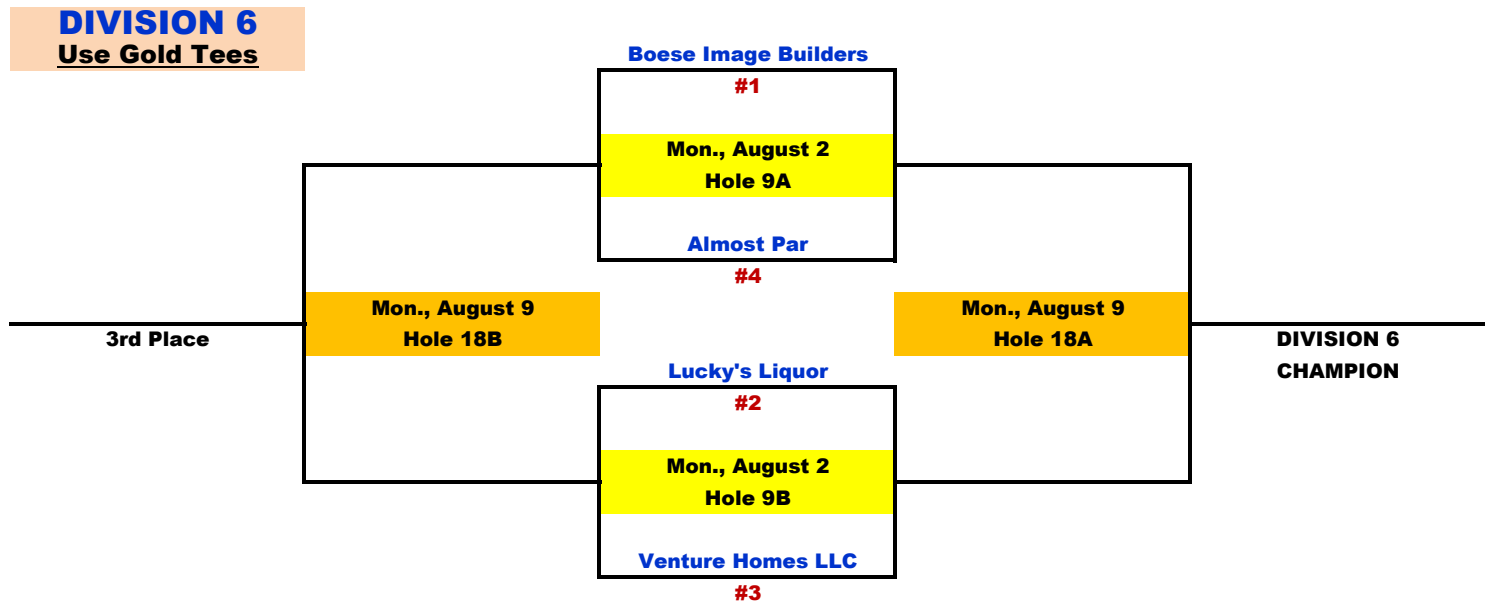 DIVISION 6
Use Gold Tees
Boese Image Builders
#1
Mon., August 2
Hole 9A
Almost Par
#4
Mon., August 9
Hole 18B
3rd Place
Mon., August 9
Hole 18A
DIVISION 6
CHAMPION
Lucky's Liquor
#2
Mon., August 2
Hole 9B
Venture Homes LLC
#3